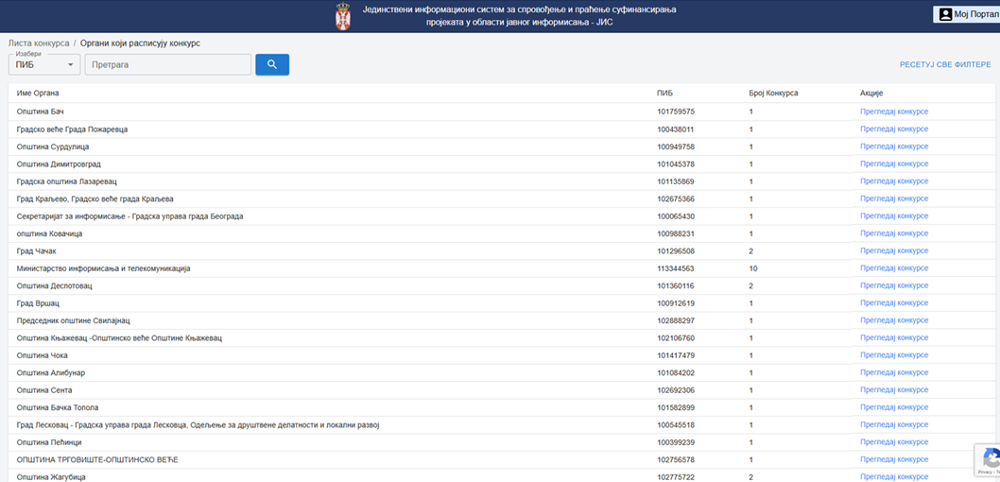 Јединствени информациони систем за спровођење и праћење суфинансирања
пројеката у области јавног информисања - ЈИС
Мој Портал
Листа конкурса / Органи који расписују конкурс
Изабери
ПИБ
Претрага
РЕСЕТУЈ СВЕ ФИЛТЕРЕ
Име Органа ПИБ Број Конкурса Акције
Општина Бач 101759575 1 Прегледај конкурсе
Градско веће Града Пожаревца 100438011 1 Прегледај конкурсе
Општина Сурдулица 100949758 1 Прегледај конкурсе
Општина Димитровград 101045378 1 Прегледај конкурсе
Градска општина Лазаревац 101135869 1 Прегледај конкурсе
Град Краљево, Градско веће града Краљева 102675366 1 Прегледај конкурсе
Секретаријат за информисање - Градска управа града Београда 100065430 1 Прегледај конкурсе
општина Ковачица 100988231 1 Прегледај конкурсе
Град Чачак 101296508 2 Прегледај конкурсе
Министарство информисања и телекомуникација 113344563 10 Прегледај конкурсе
Општина Деспотовац 101360116 2 Прегледај конкурсе
Град Вршац 100912619 1 Прегледај конкурсе
Председник општине Свилајнац 102888297 1 Прегледај конкурсе
Општина Књажевац -Општинско веће Општине Књажевац 102106760 1 Прегледај конкурсе
Општина Чока 101417479 1 Прегледај конкурсе
Општина Алибунар 101084202 1 Прегледај конкурсе
Општина Сента 102692306 1 Прегледај конкурсе
Општина Бачка Топола 101582899 1 Прегледај конкурсе
Град Лесковац - Градска управа града Лесковца, Одељење за друштвене делатности и локални развој 100545518 1 Прегледај конкурсе
Општина Пећинци 100399239 1 Прегледај конкурсе
ОПШТИНА ТРГОВИШТЕ-ОПШТИНСКО ВЕЋЕ 102756578 1 Прегледај конкурсе
Општина Жагубица 102775722 2 Прегледај конкурсе
Privacy